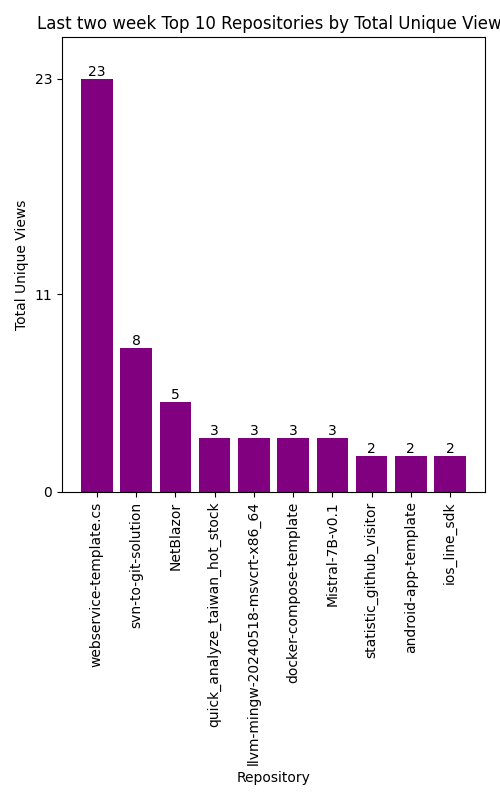 Last two week Top 10 Repositories by Total Unique View
23
11
0
Total Unique Views
23
8
5
3
3
3
3
2
2
2
webservice-template.cs
svn-to-git-solution
NetBlazor
quick_analyze_taiwan_hot_stock
llvm-mingw-20240518-msvcrt-x86_64
docker-compose-template
Mistral-7B-v0.1
statistic_github_visitor
android-app-template
ios_line_sdk
Repository